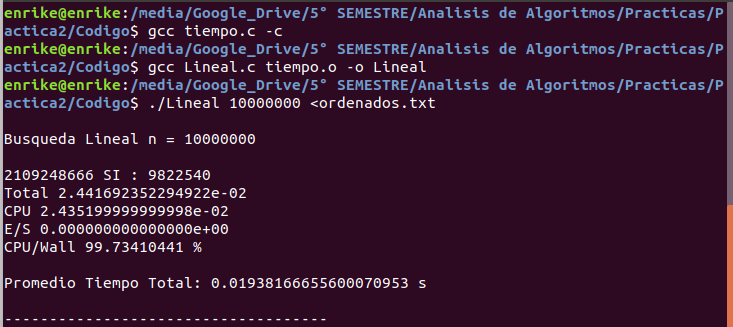 enrike@enrike:/media/Google_Drive/5° SEMESTRE/Analisis de Algoritmos/Practicas/P
actica2/Codigo$ gcc tiempo.c -c
enrike@enrike:/media/Google_Drive/5° SEMESTRE/Analisis de Algoritmos/Practicas/P
actica2/Codigo$ gcc Lineal.c tiempo.o -o Lineal
enrike@enrike:/media/Google_Drive/5° SEMESTRE/Analisis de Algoritmos/Practicas/P
actica2/Codigo$ ./Lineal 10000000 <ordenados.txt
Busqueda Lineal n = 10000000
2109248666 SI : 9822540
Total 2.441692352294922e-02
CPU 2.435199999999998e-02
E/S 0.000000000000000e+00
CPU/Wall 99.73410441 %
Promedio Tiempo Total: 0.01938166655600070953 s
------------------------------------